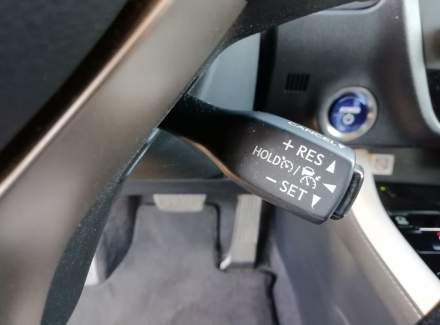 CANCEL
+ RES ▲
HOLD / ◀
– SET ▼